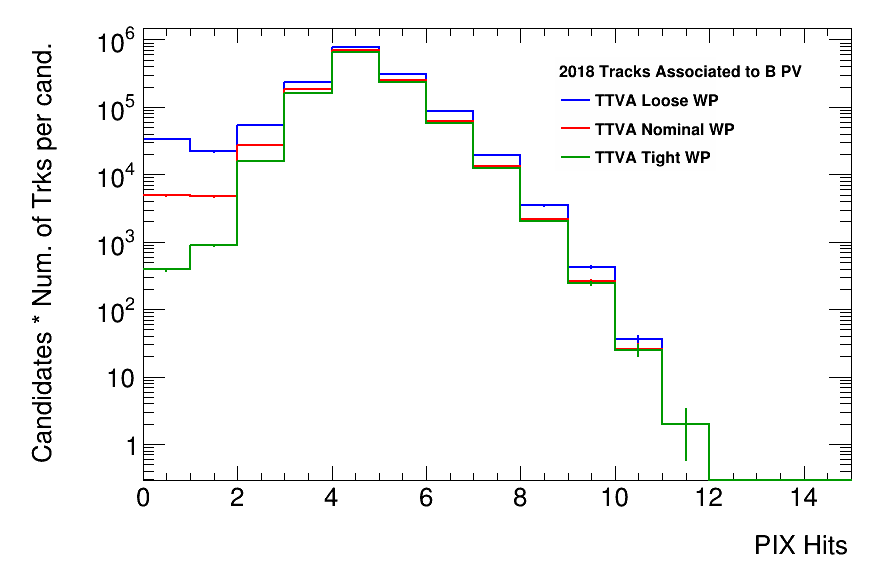 Candidates * Num. of Trks per cand.
10^6
10^5
10^4
10^3
10^2
10
1
2018 Tracks Associated to B PV
TTVA Loose WP
TTVA Nominal WP
TTVA Tight WP
0 2 4 6 8 10 12 14
PIX Hits